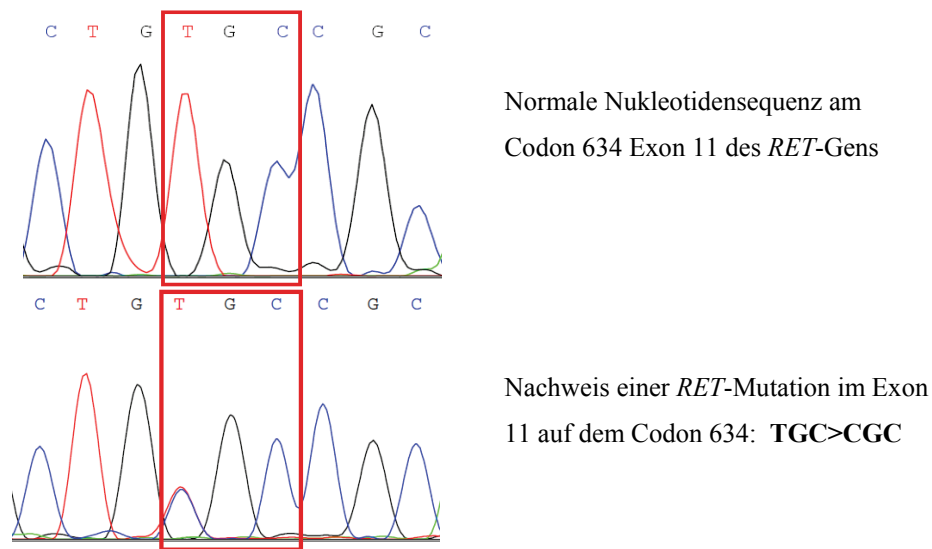 C T G T G C C G C
Normale Nukleotidensequenz am
Codon 634 Exon 11 des RET-Gens
C T G T G C C G C
Nachweis einer RET-Mutation im Exon
11 auf dem Codon 634: TGC>CGC